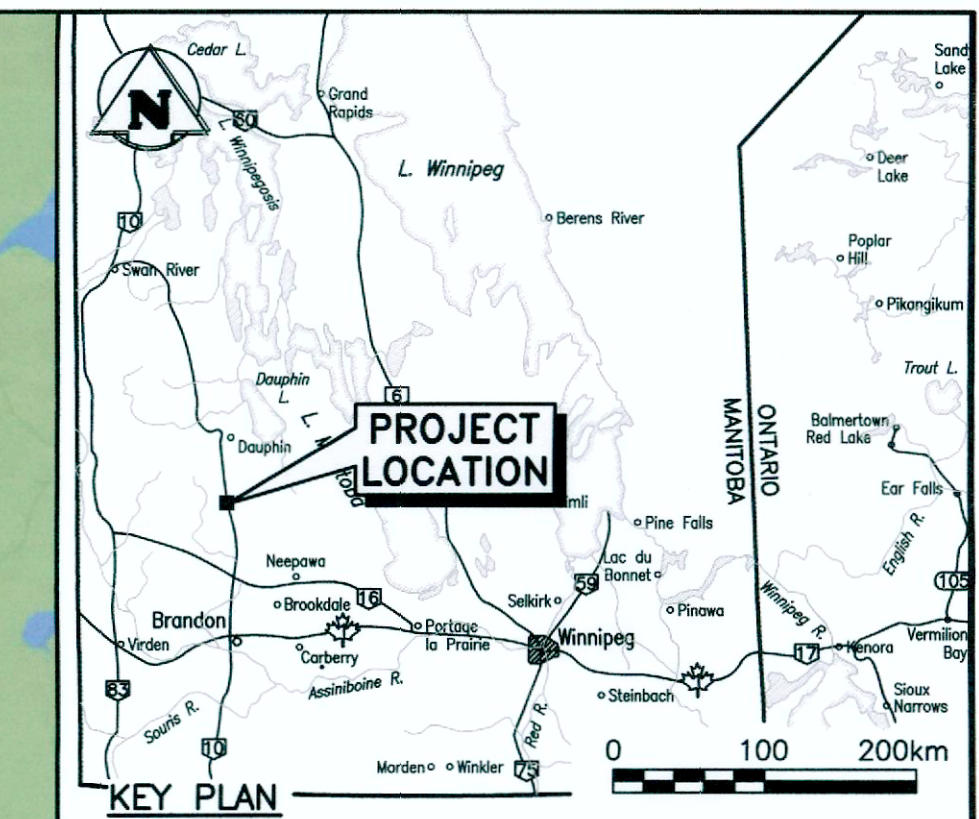 Cedar L.
Sand
Lake
N
Grand
Rapids
60
L. Winnipegosis
L. Winnipeg
Deer
Lake
10
Berens River
Poplar
Hill
Swan River
Pikangikum
Trout L.
Dauphin
L.
6
L.
MANITOBA
ONTARIO
Balmertown
Red Lake
PROJECT
LOCATION
Dauphin
toba
imli
Ear Falls
Pine Falls
English R.
Neepawa
Lac du
Bonnet
59
105
16
Brookdale
Selkirk
Pinawa
Winnipeg R.
Brandon
Portage
la Prairie
Winnipeg
Virden
Carberry
17
Kenora
Vermilion
Bay
83
Assiniboine R.
Steinbach
Sioux
Narrows
Souris R.
Red R.
10
0 100 200km
Morden
Winkler
75
KEY PLAN